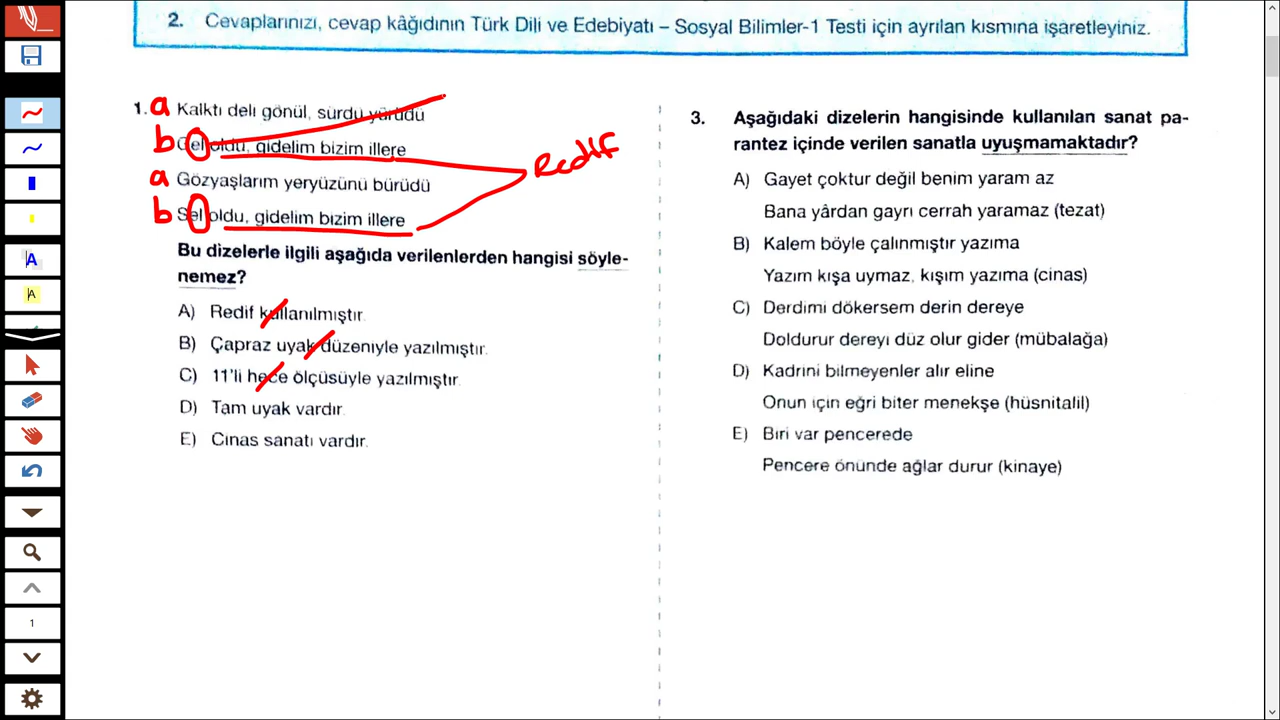 2. Cevaplarınızı, cevap kâğıdının Türk Dili ve Edebiyatı – Sosyal Bilimler-1 Testi için ayrılan kısmına işaretleyiniz.
1. a Kalktı deli gönül, sürdü yürüdü
b Gel oldu, gidelim bizim illere
a Gözyaşlarım yeryüzünü bürüdü
b Sel oldu, gidelim bizim illere
Redif
Bu dizelerle ilgili aşağıda verilenlerden hangisi söyle-
nemez?
A) Redif kullanılmıştır.
B) Çapraz uyak düzeniyle yazılmıştır.
C) 11'li hece ölçüsüyle yazılmıştır.
D) Tam uyak vardır.
E) Cinas sanatı vardır.
3. Aşağıdaki dizelerin hangisinde kullanılan sanat pa-
rantez içinde verilen sanatla uyuşmamaktadır?
A) Gayet çoktur değil benim yaram az
Bana yârdan gayrı cerrah yaramaz (tezat)
B) Kalem böyle çalınmıştır yazıma
Yazım kışa uymaz, kışım yazıma (cinas)
C) Derdimi dökersem derin dereye
Doldurur dereyi düz olur gider (mübalağa)
D) Kadrini bilmeyenler alır eline
Onun için eğri biter menekşe (hüsnitalil)
E) Biri var pencerede
Pencere önünde ağlar durur (kinaye)
A
A
1